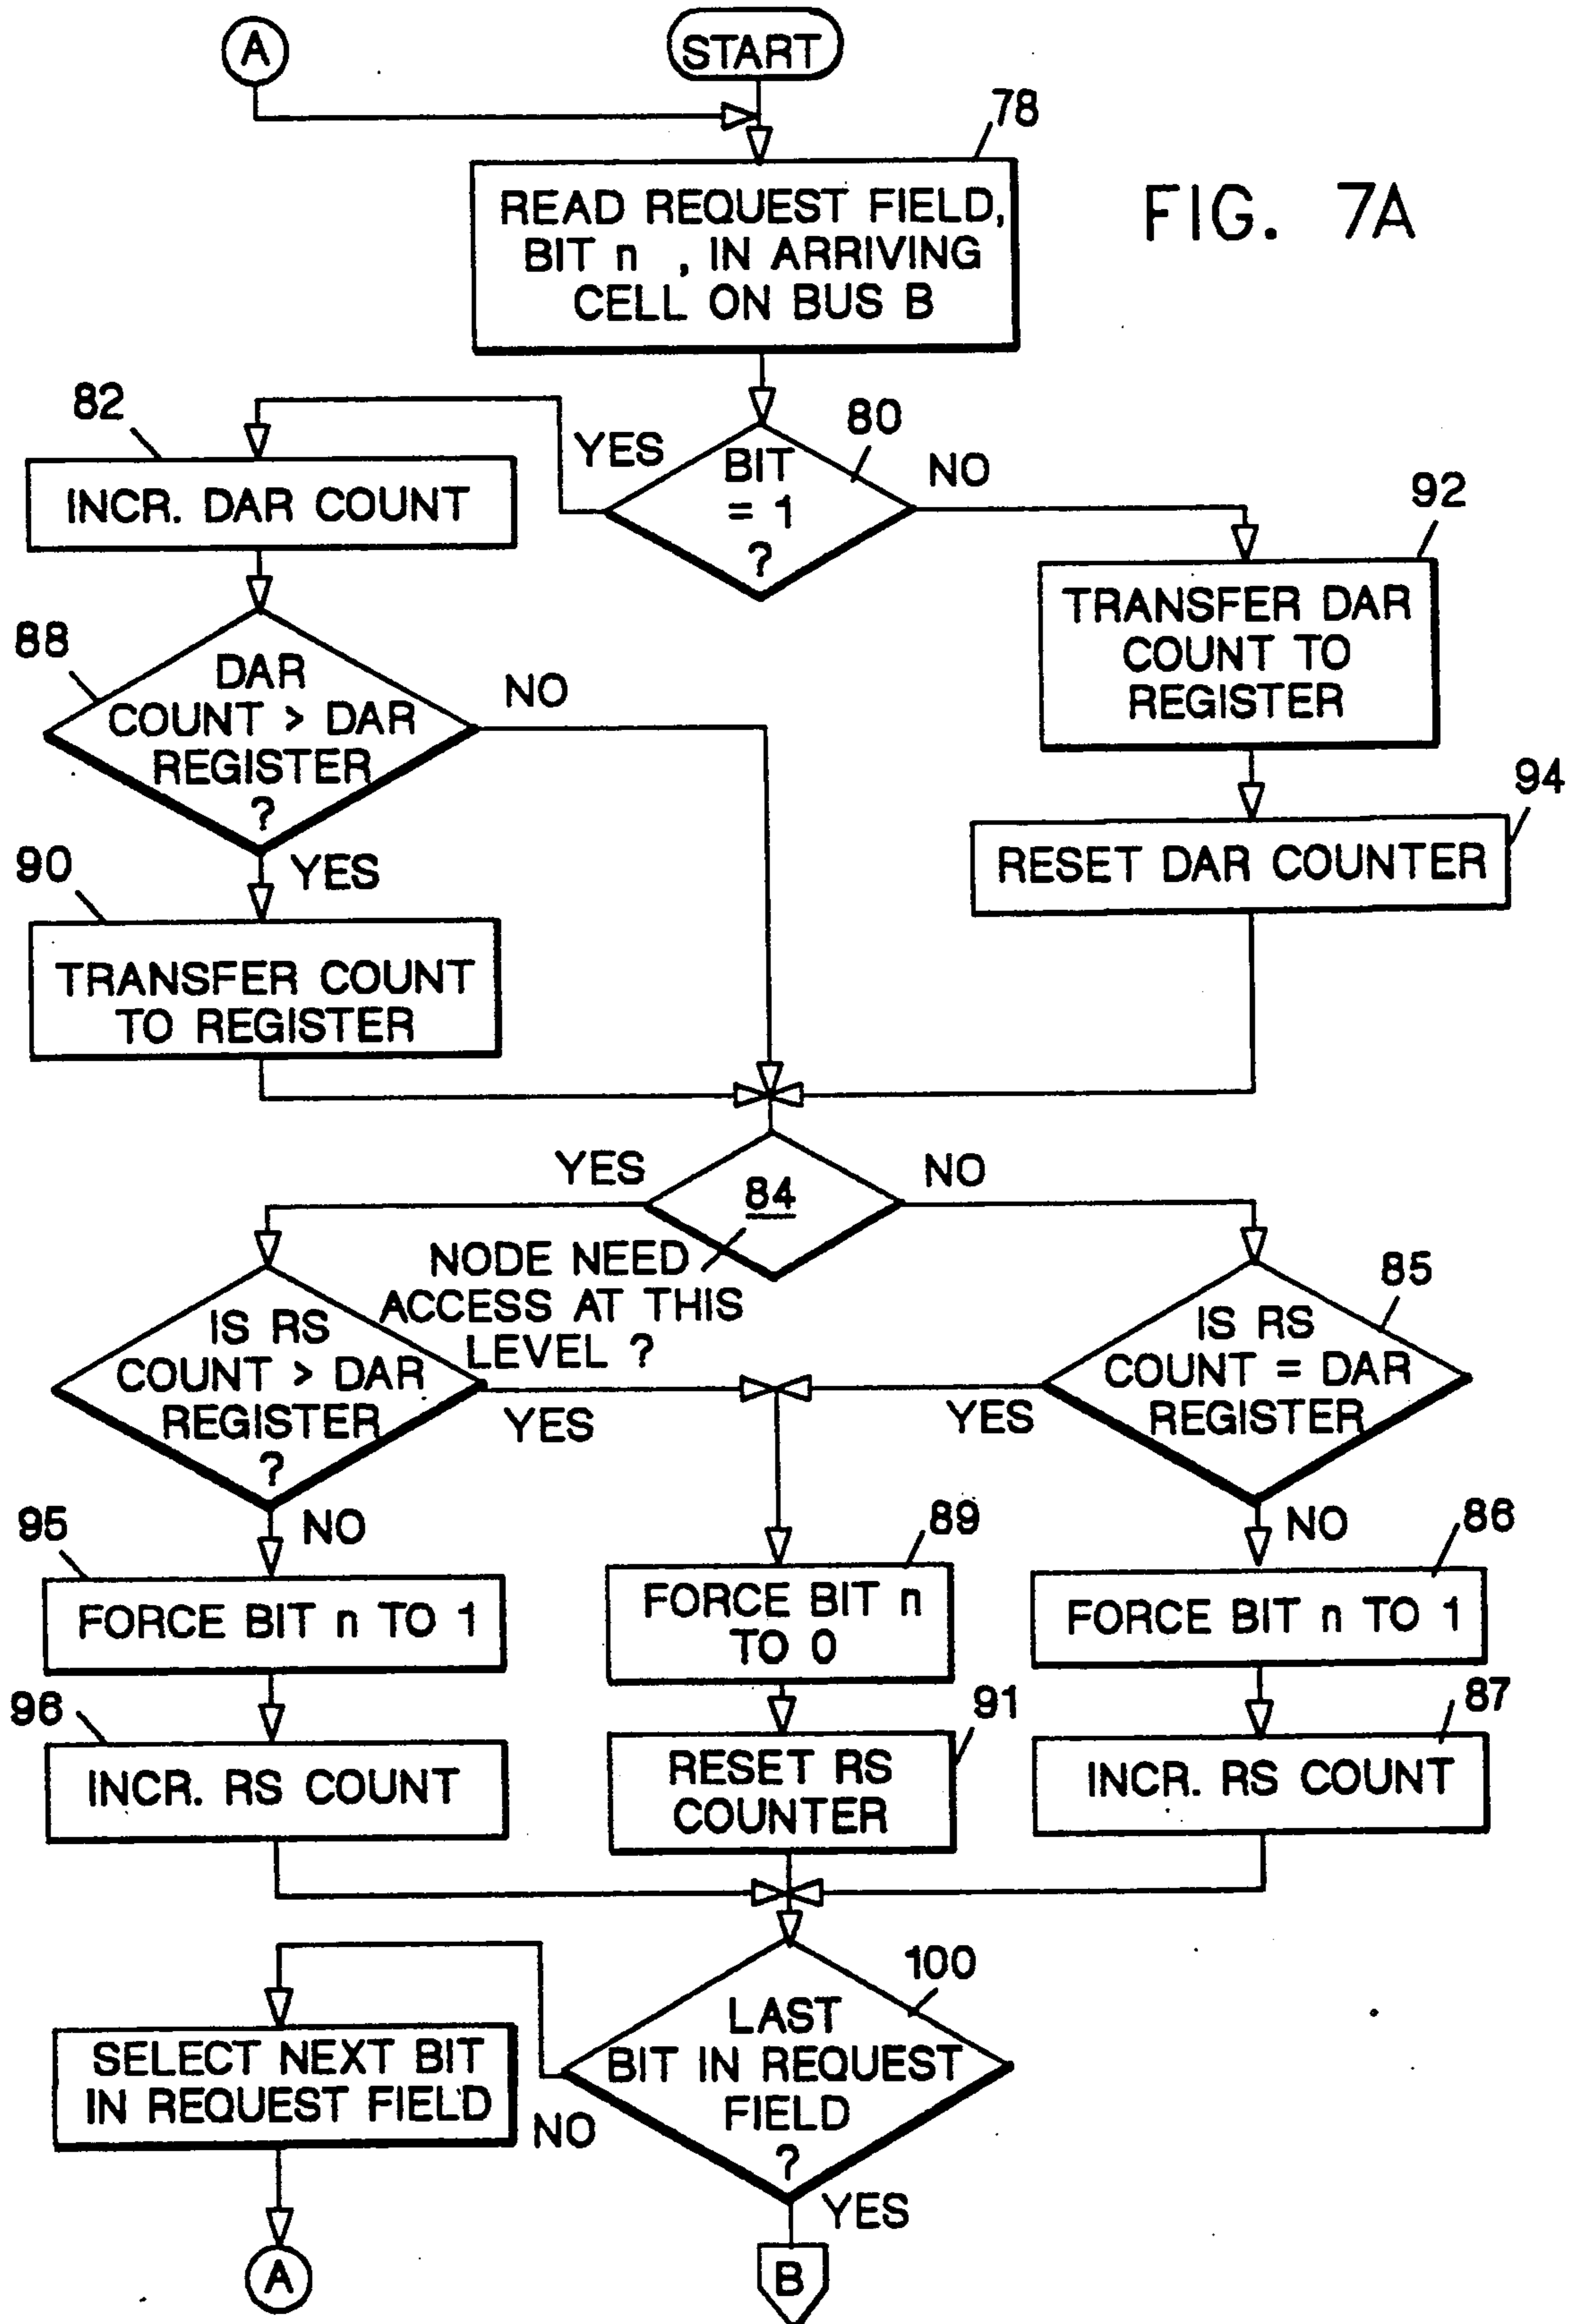 A
START
78
READ REQUEST FIELD,
BIT n , IN ARRIVING
CELL ON BUS B
FIG. 7A
82
YES
80
BIT
= 1
?
NO
INCR. DAR COUNT
92
TRANSFER DAR
COUNT TO
REGISTER
88
DAR
COUNT > DAR
REGISTER
?
NO
94
RESET DAR COUNTER
90
YES
TRANSFER COUNT
TO REGISTER
YES
84
NO
NODE NEED
ACCESS AT THIS
LEVEL ?
IS RS
COUNT > DAR
REGISTER
?
YES
85
IS RS
COUNT = DAR
REGISTER
YES
95
NO
89
NO
86
FORCE BIT n TO 1
FORCE BIT n
TO 0
FORCE BIT n TO 1
96
INCR. RS COUNT
91
RESET RS
COUNTER
87
INCR. RS COUNT
100
LAST
BIT IN REQUEST
FIELD
?
SELECT NEXT BIT
IN REQUEST FIELD
NO
YES
A
B